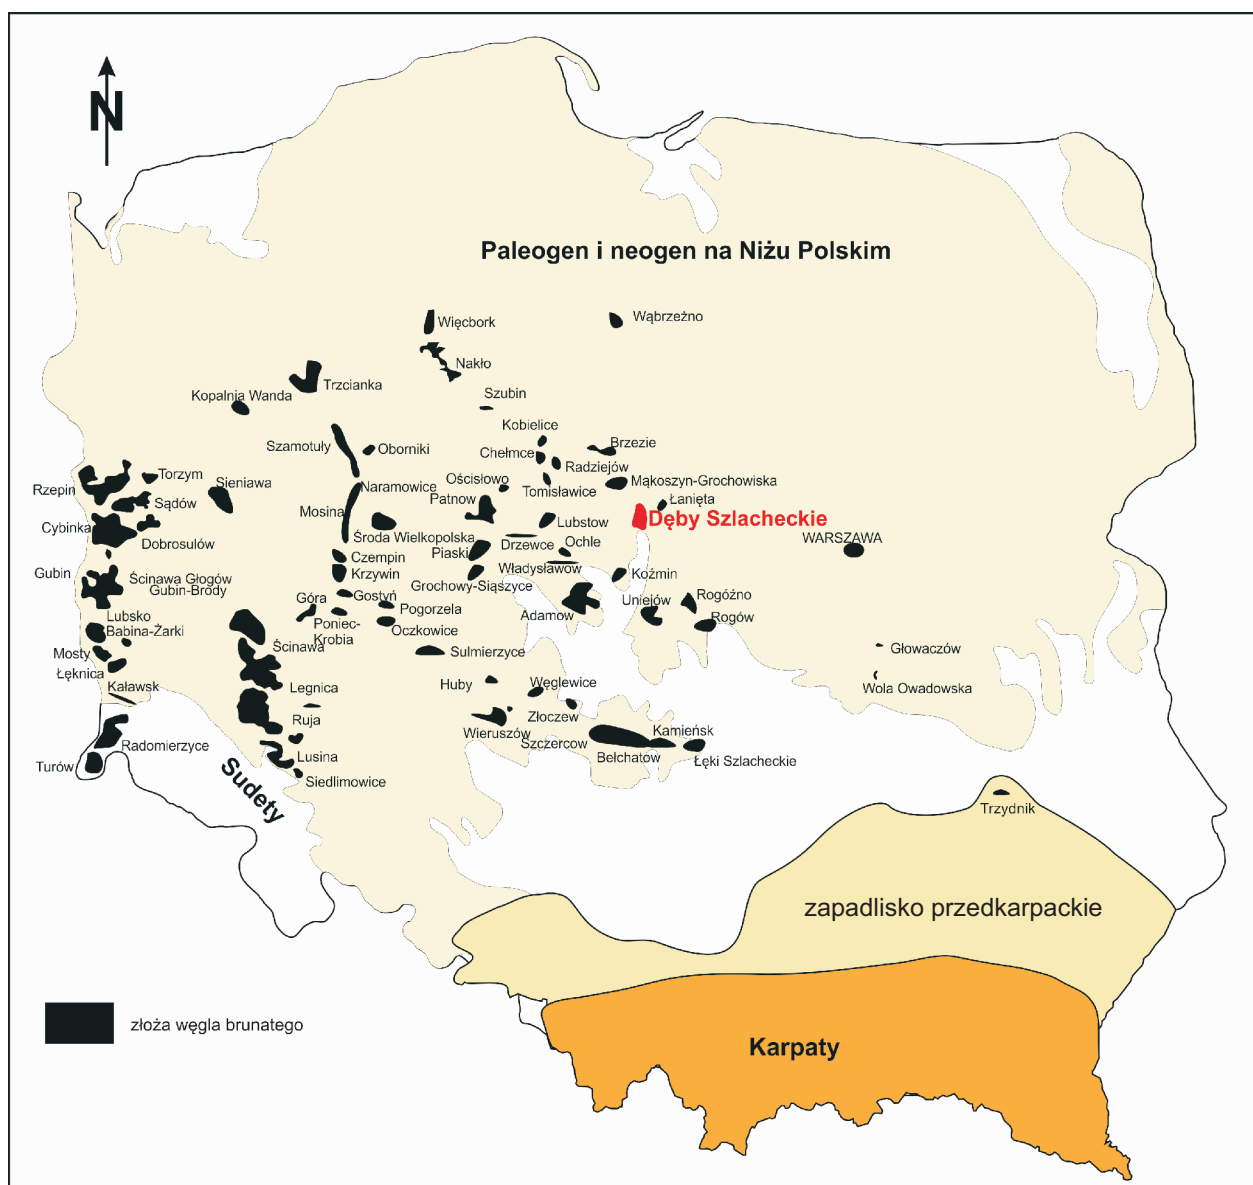 N
Paleogen i neogen na Niżu Polskim
Więcbork
Wąbrzeźno
Nakło
Trzcianka
Kopalnia Wanda
Szubin
Kobielice
Szamotuły
Oborniki
Chełmce
Brzezie
Radziejów
Torzym
Rzepin
Sieniawa
Naramowice
Ościsłowo
Patnow
Tomisławice
Mąkoszyn-Grochowiska
Łanięta
Sądów
Mosina
Cybinka
Dobrosulów
Środa Wielkopolska
Lubstow
Dęby Szlacheckie
WARSZAWA
Piaski
Drzewce
Ochle
Czempin
Krzywin
Władysławów
Gubin
Ścinawa Głogów
Gubin-Brody
Grochowy-Siąszyce
Koźmin
Góra
Gostyń
Pogorzela
Adamow
Uniejów
Rogóźno
Rogów
Lubsko
Babina-Żarki
Poniec-
Krobia
Oczkowice
Mosty
Łęknica
Ścinawa
Sulmierzyce
Głowaczów
Kaławsk
Legnica
Huby
Węglewice
Wola Owadowska
Ruja
Złoczew
Wieruszów
Szczercow
Kamieńsk
Radomierzyce
Turów
Lusina
Bełchatów
Łęki Szlacheckie
Siedlimowice
Sudety
Trzydnik
zapadlisko przedkarpackie
złoża węgla brunatego
Karpaty